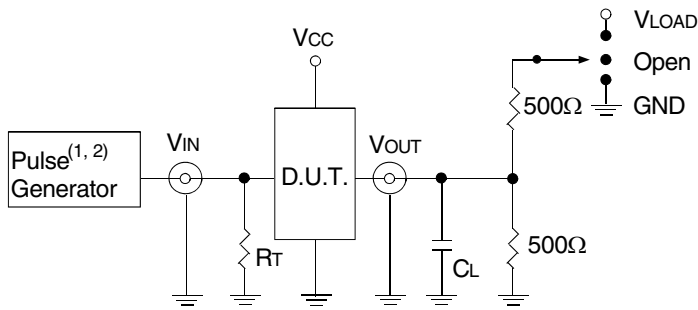 VLOAD
VCC
Open
500Ω
GND
VIN
VOUT
Pulse(1, 2)
Generator
D.U.T.
500Ω
RT
CL